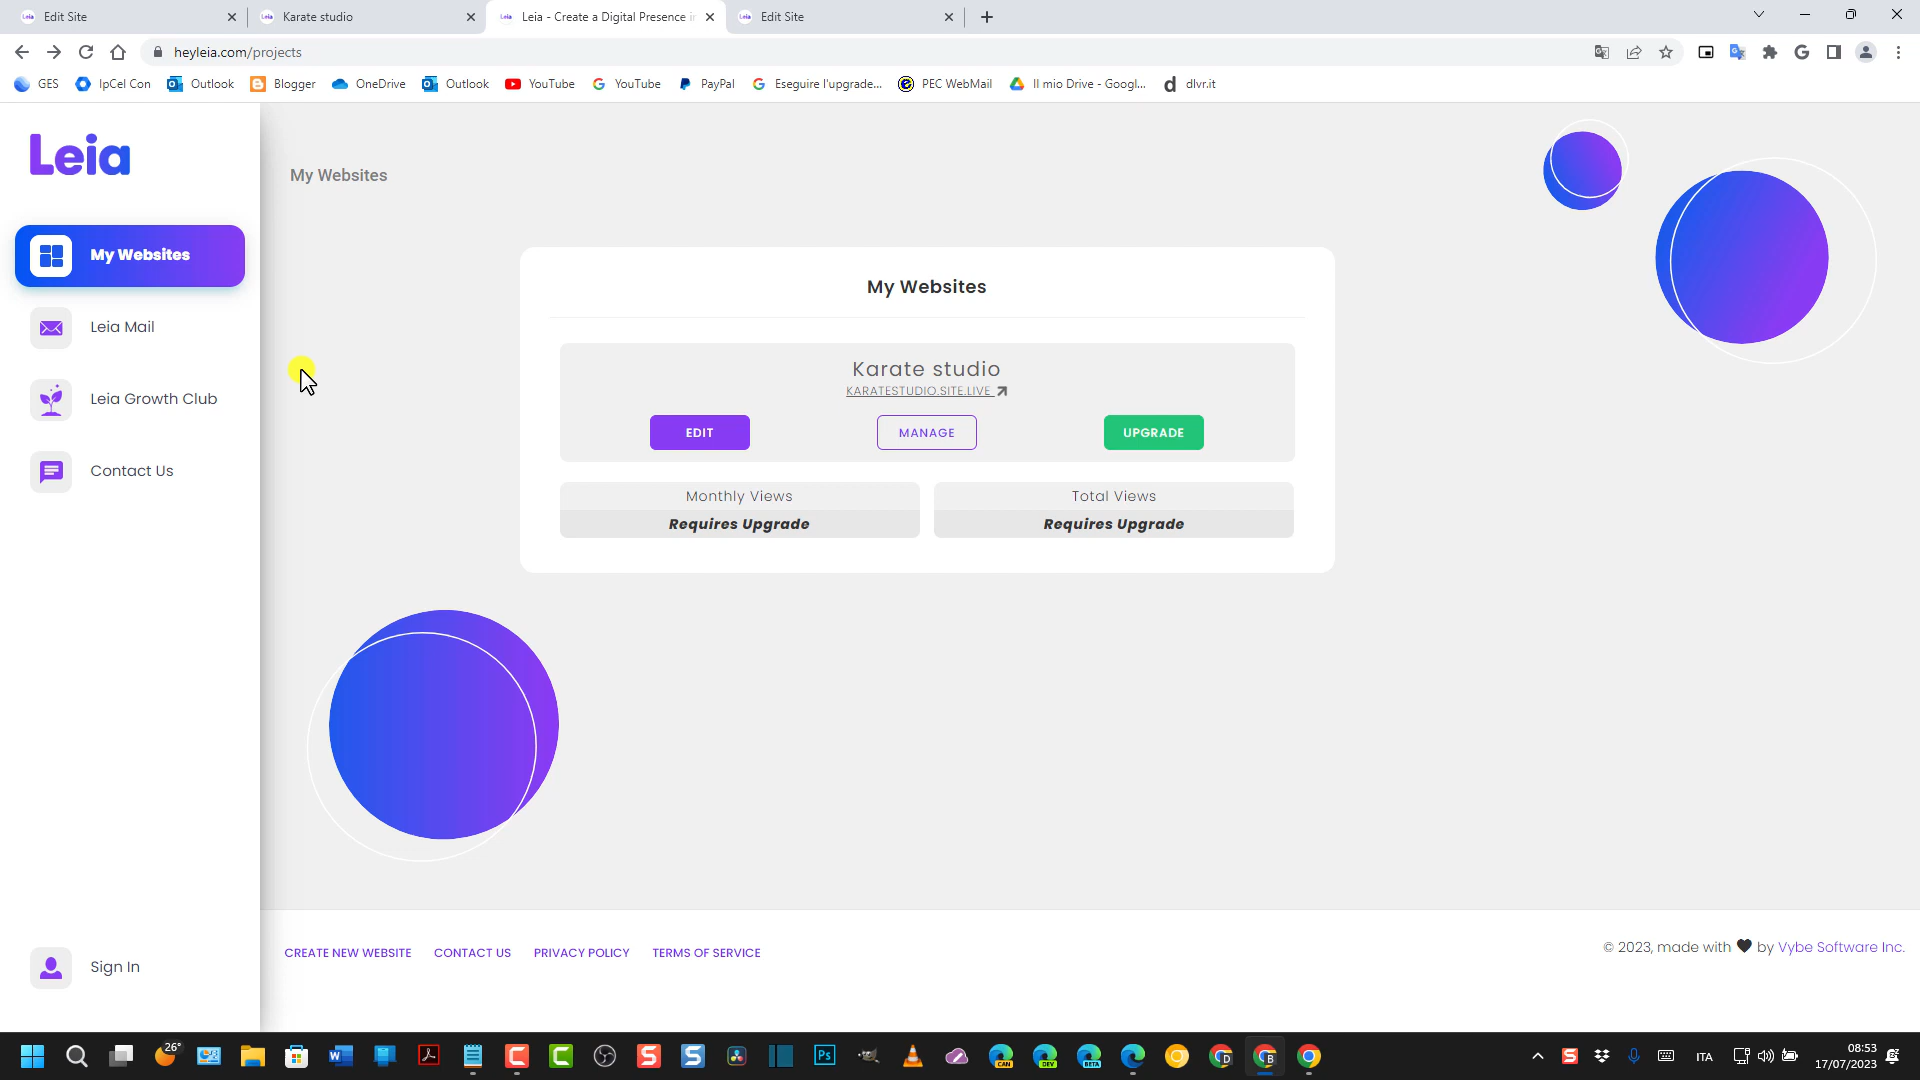 Edit Site
Karate studio
Leia - Create a Digital Presence in
Edit Site
heyleia.com/projects
GES
IpCel Con
Outlook
Blogger
OneDrive
Outlook
YouTube
YouTube
PayPal
Eseguire l'upgrade...
PEC WebMail
Il mio Drive - Googl...
dlvr.it
Leia
My Websites
My Websites
Leia Mail
Leia Growth Club
Contact Us
Sign In
My Websites
Karate studio
KARATESTUDIO.SITE.LIVE
EDIT
MANAGE
UPGRADE
Monthly Views
Requires Upgrade
Total Views
Requires Upgrade
CREATE NEW WEBSITE
CONTACT US
PRIVACY POLICY
TERMS OF SERVICE
© 2023, made with by Vybe Software Inc.
26°
ITA
08:53
17/07/2023